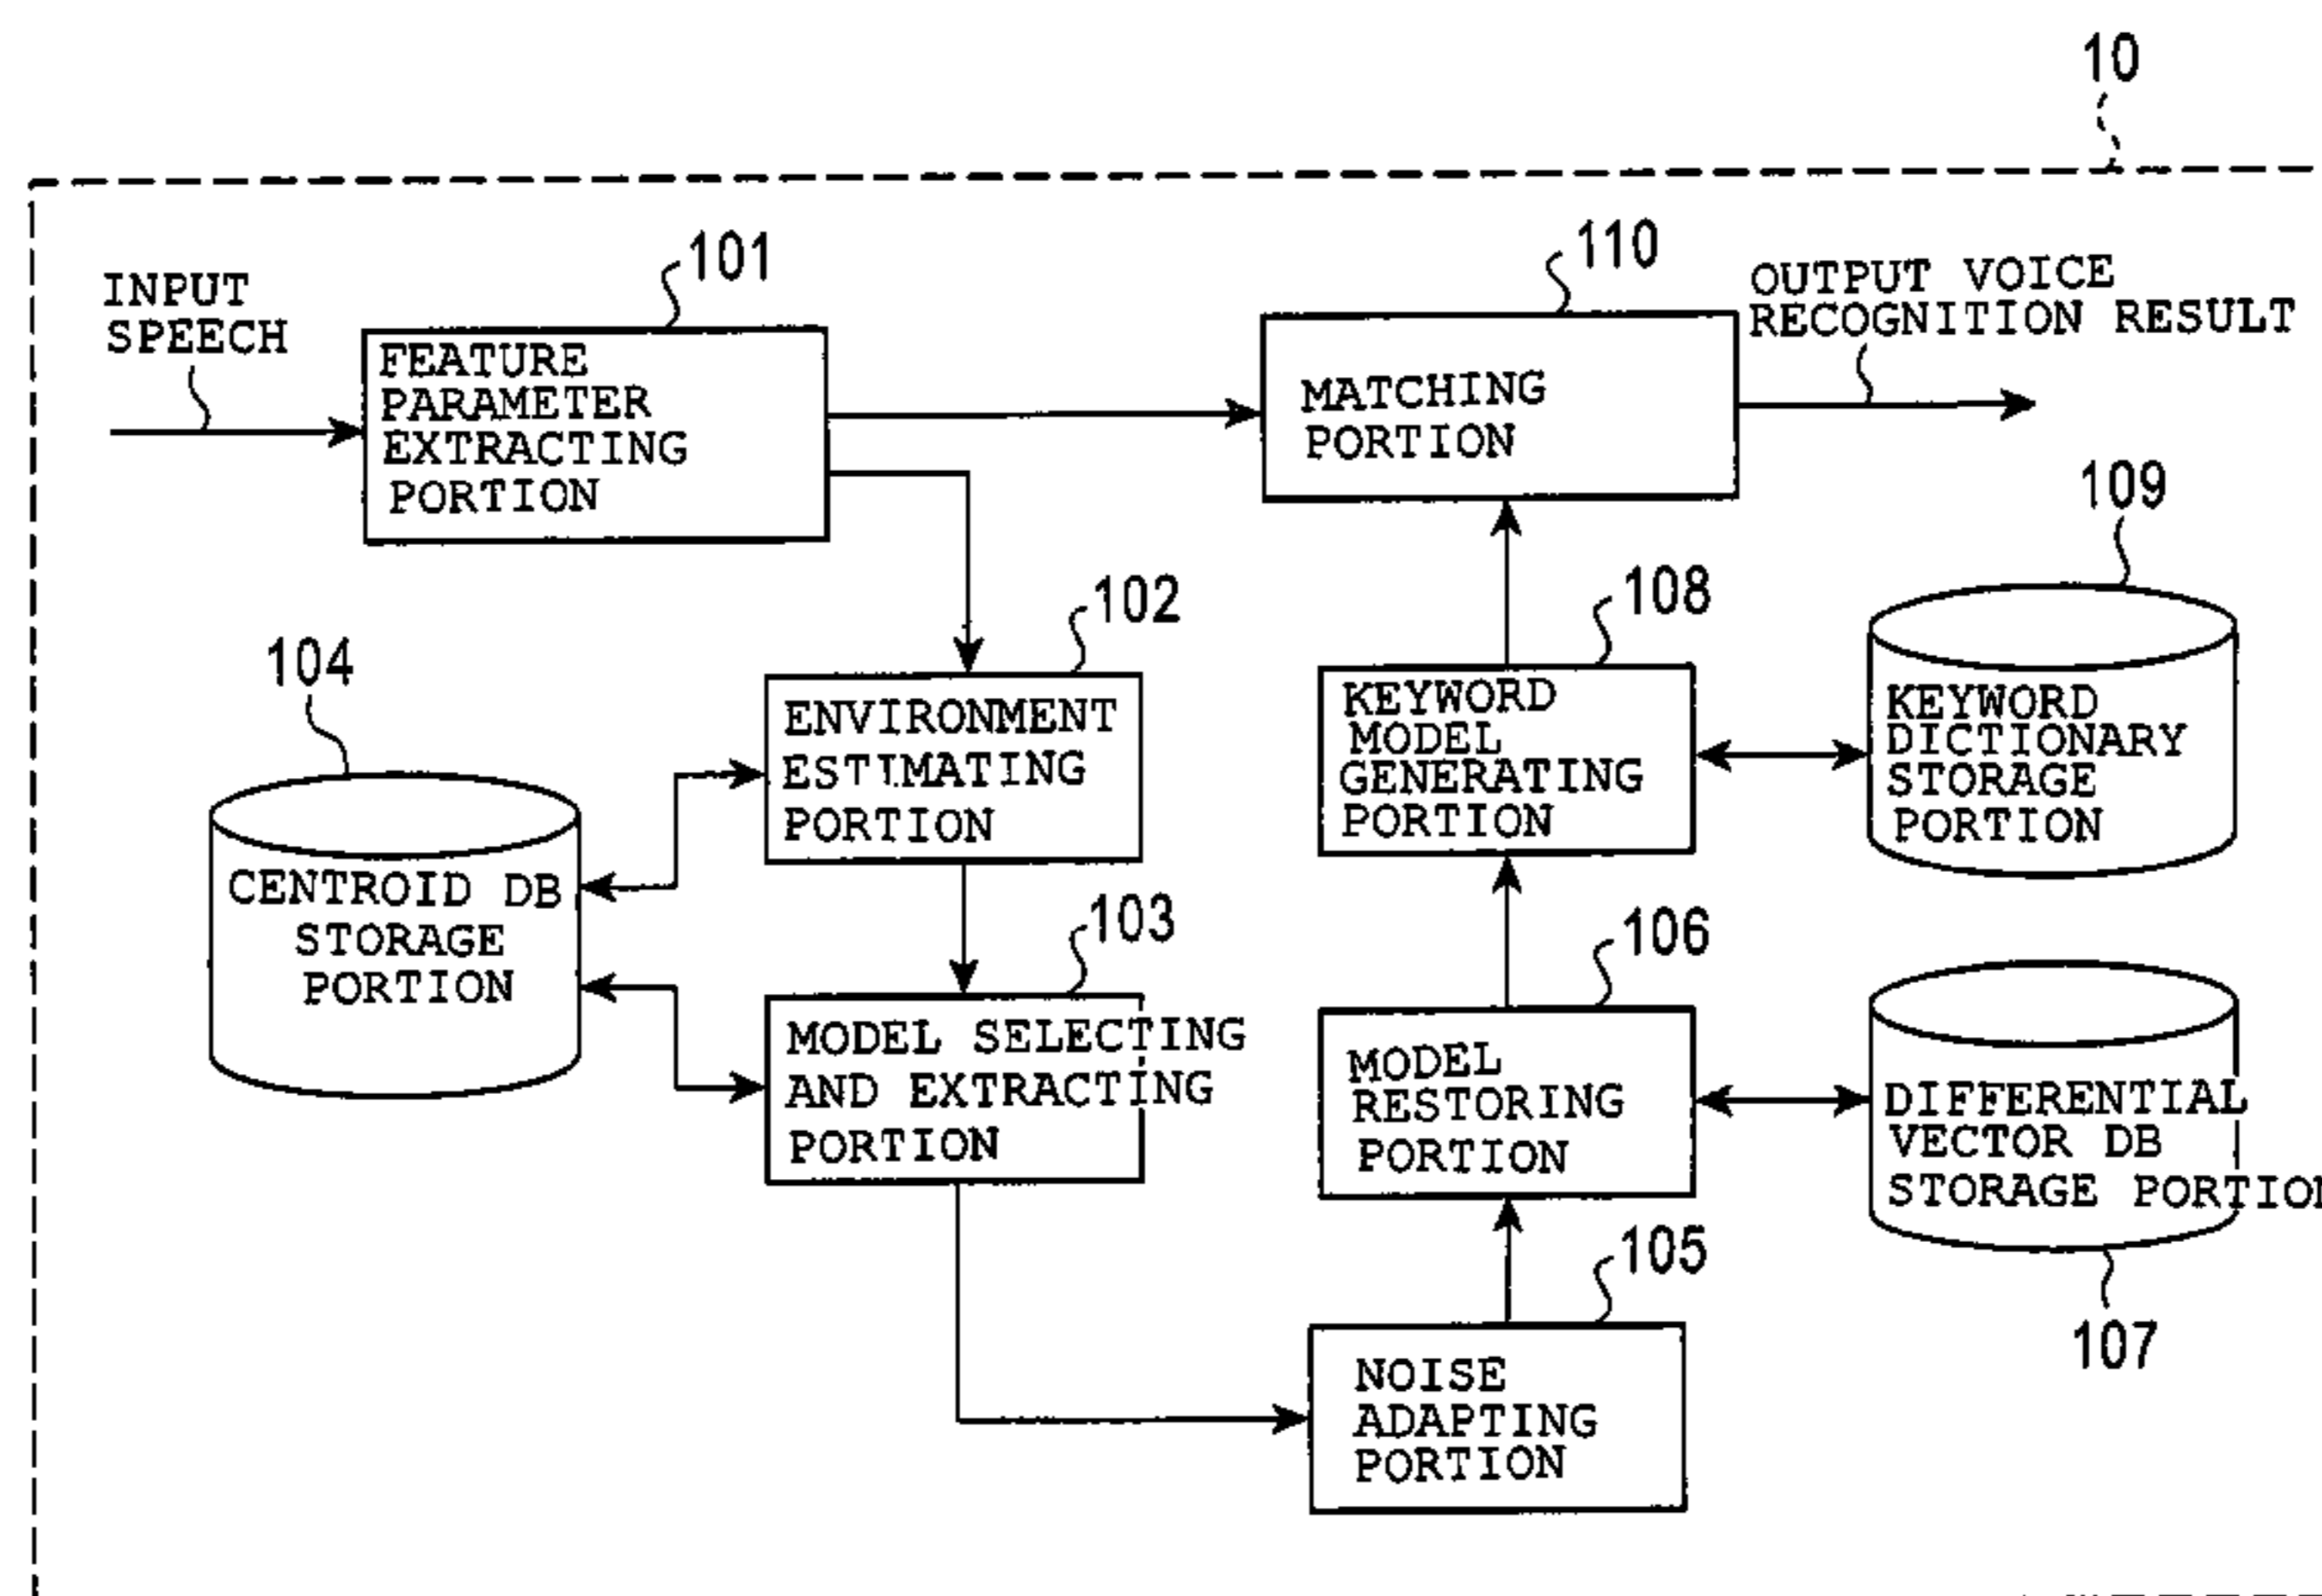 10
101
INPUT
SPEECH
FEATURE
PARAMETER
EXTRACTING
PORTION
110
MATCHING
PORTION
OUTPUT VOICE
RECOGNITION RESULT
102
ENVIRONMENT
ESTIMATING
PORTION
104
CENTROID DB
STORAGE
PORTION
103
MODEL SELECTING
AND EXTRACTING
PORTION
108
KEYWORD
MODEL
GENERATING
PORTION
109
KEYWORD
DICTIONARY
STORAGE
PORTION
106
MODEL
RESTORING
PORTION
DIFFERENTIAL
VECTOR DB
STORAGE PORTION
107
105
NOISE
ADAPTING
PORTION